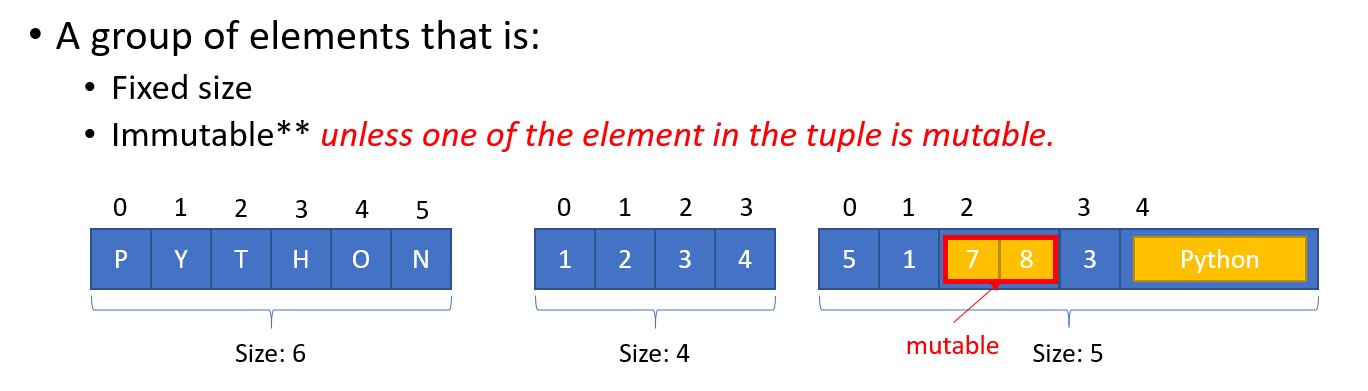 • A group of elements that is:
• Fixed size
• Immutable** unless one of the element in the tuple is mutable.
0 1 2 3 4 5
P Y T H O N
Size: 6
0 1 2 3
1 2 3 4
Size: 4
0 1 2 3 4
5 1 7 8 3 Python
mutable
Size: 5